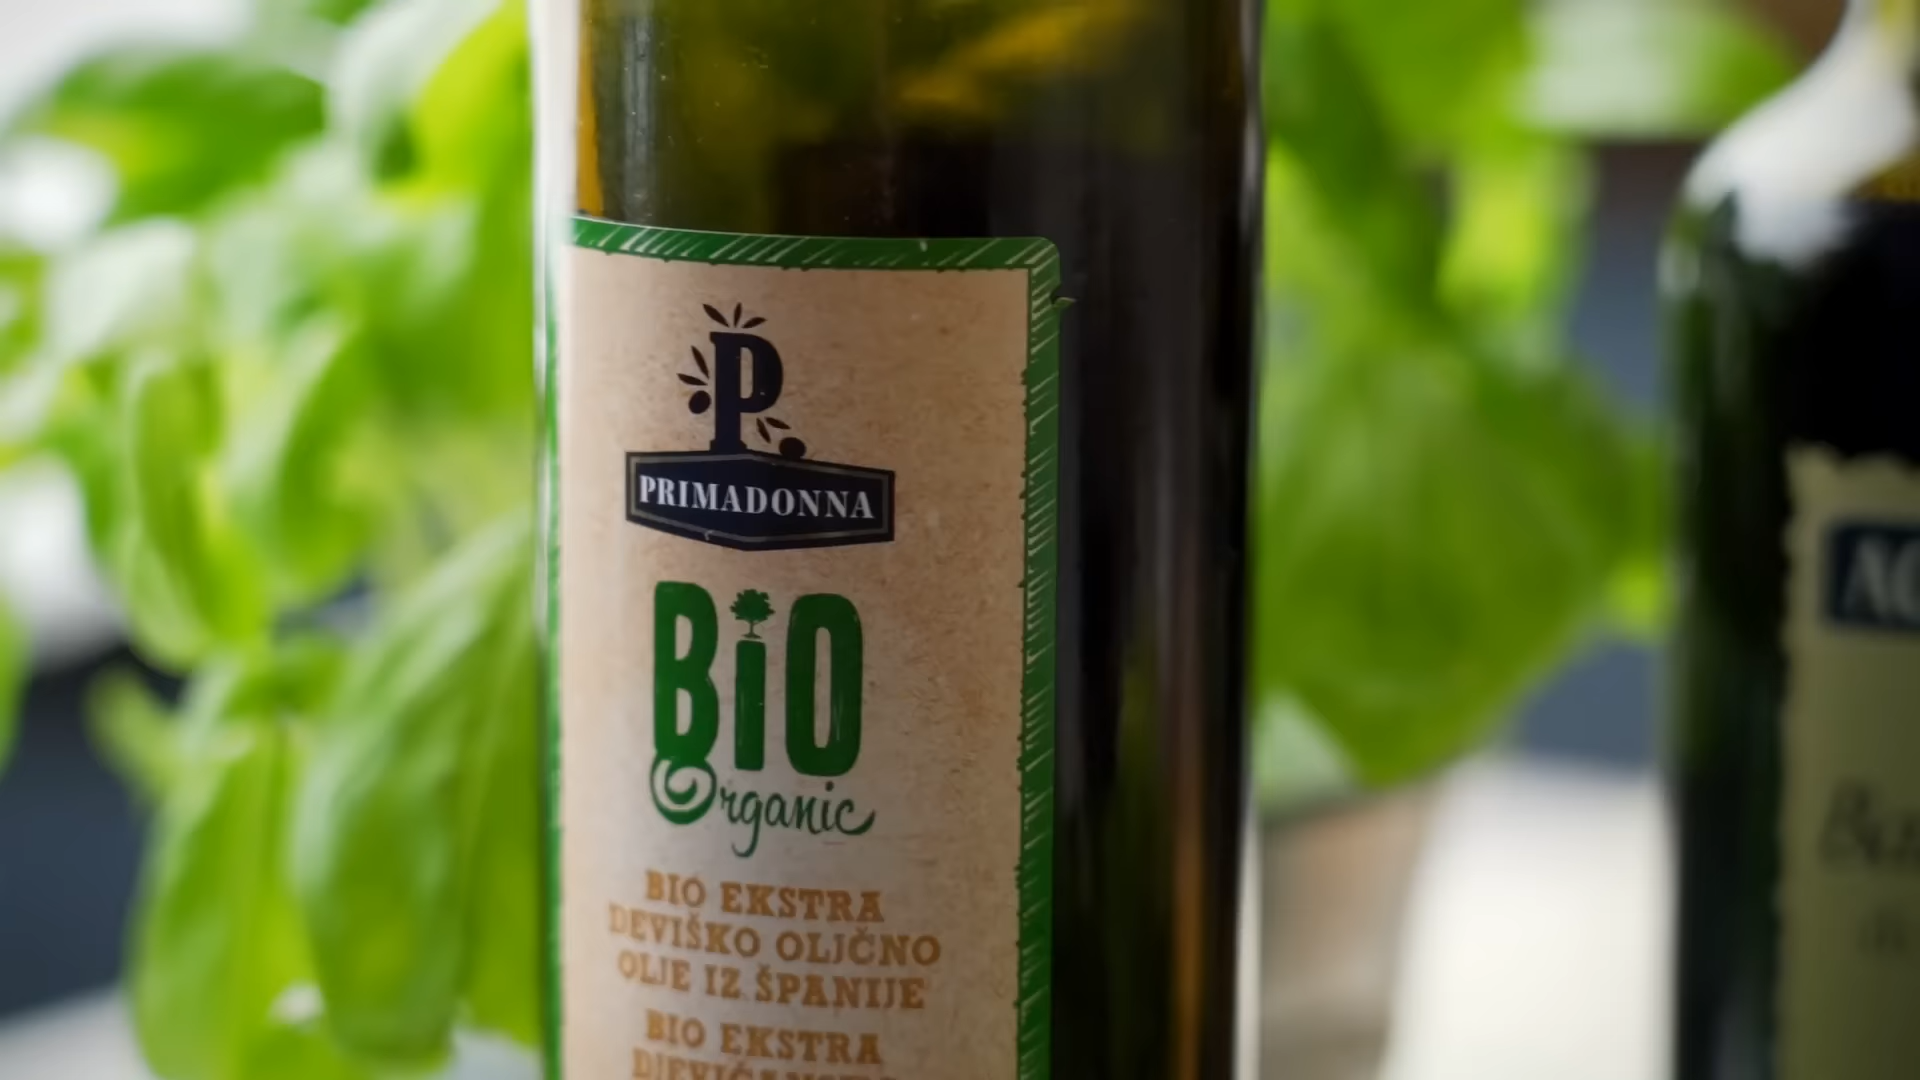 P
PRIMADONNA
BiO
Organic
BIO EKSTRA
DEVIŠKO OLJČNO
OLJE IZ ŠPANIJE
BIO EKSTRA